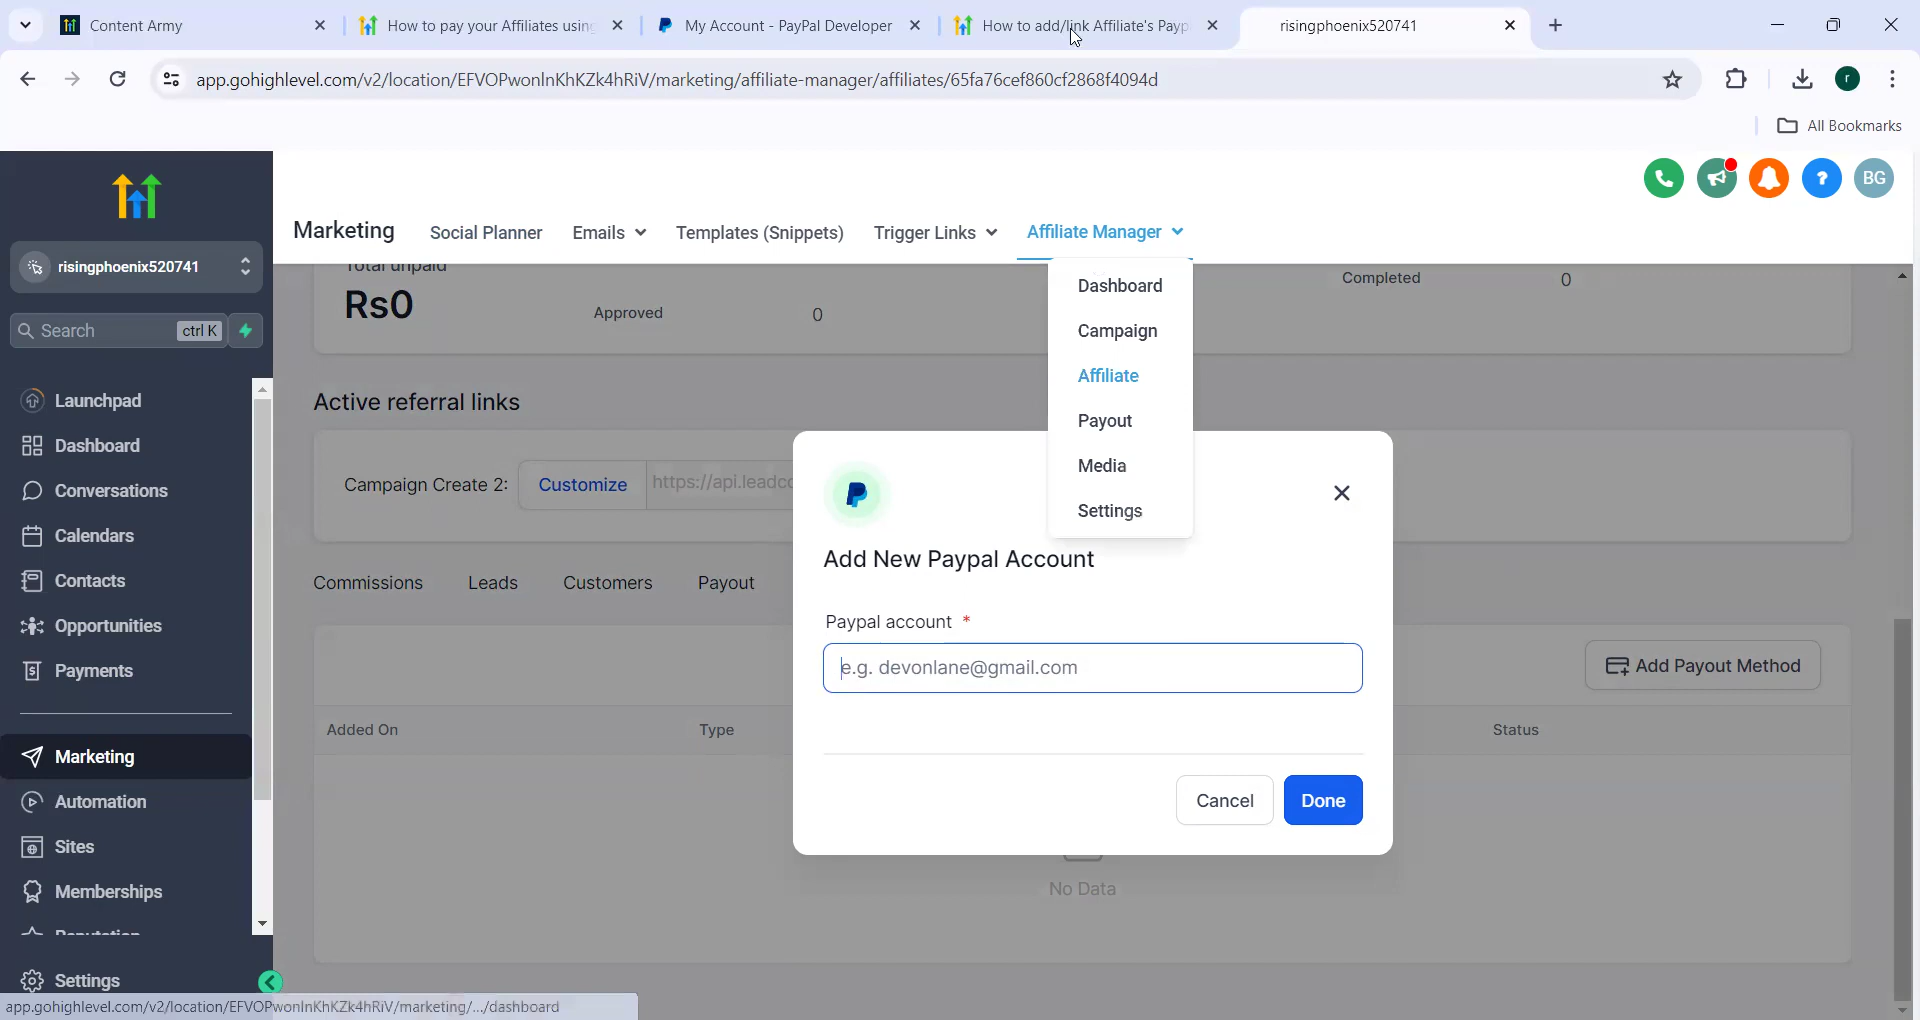 Content Army
How to pay your Affiliates using
My Account - PayPal Developer
How to add/link Affiliate's Payp
risingphoenix520741
app.gohighlevel.com/v2/location/EFVOPwonInKhKZk4hRiV/marketing/affiliate-manager/affiliates/65fa76cef860cf2868f4094d
r
All Bookmarks
BG
Marketing
Social Planner
Emails
Templates (Snippets)
Trigger Links
Affiliate Manager
risingphoenix520741
Search
ctrl K
Launchpad
Dashboard
Conversations
Calendars
Contacts
Opportunities
Payments
Marketing
Automation
Sites
Memberships
Reputation
Settings
Dashboard
Campaign
Affiliate
Payout
Media
Settings
Total unpaid
Rs0
Approved 0
Completed 0
Active referral links
Campaign Create 2: Customize https://api.leadc
Commissions Leads Customers Payout
Add Payout Method
Added On Type Status
No Data
Add New Paypal Account
Paypal account *
e.g. devonlane@gmail.com
Cancel Done
app.gohighlevel.com/v2/location/EFVOPwonInKhKZk4hRiV/marketing/.../dashboard